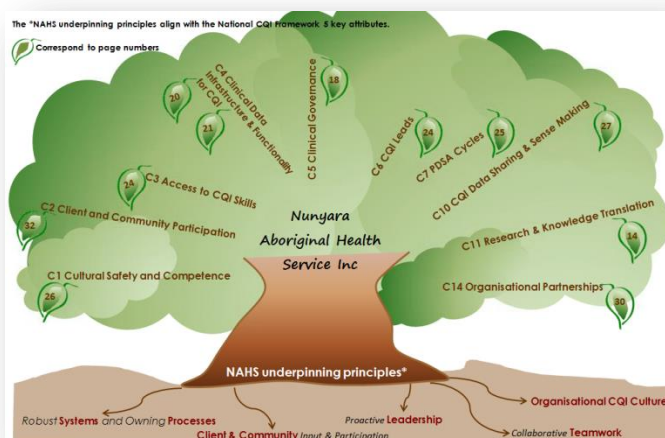 The *NAHS underpinning principles align with the National CQI Framework 5 key attributes.
Correspond to page numbers
20
21
C4 Clinical Data
Infrastructure & Functionality
for CQI
18
C5 Clinical Governance
C6 CQI Leads
24
C7 PDSA Cycles
25
C10 CQI Data Sharing & Sense Making
27
24
C3 Access to CQI Skills
32
C2 Client and Community Participation
C1 Cultural Safety and Competence
26
Nunyara
Aboriginal Health
Service Inc
C11 Research & Knowledge Translation
14
C14 Organisational Partnerships
30
NAHS underpinning principles*
Organisational CQI Culture
Robust Systems and Owning Processes
Proactive Leadership
Client & Community Input & Participation
Collaborative Teamwork